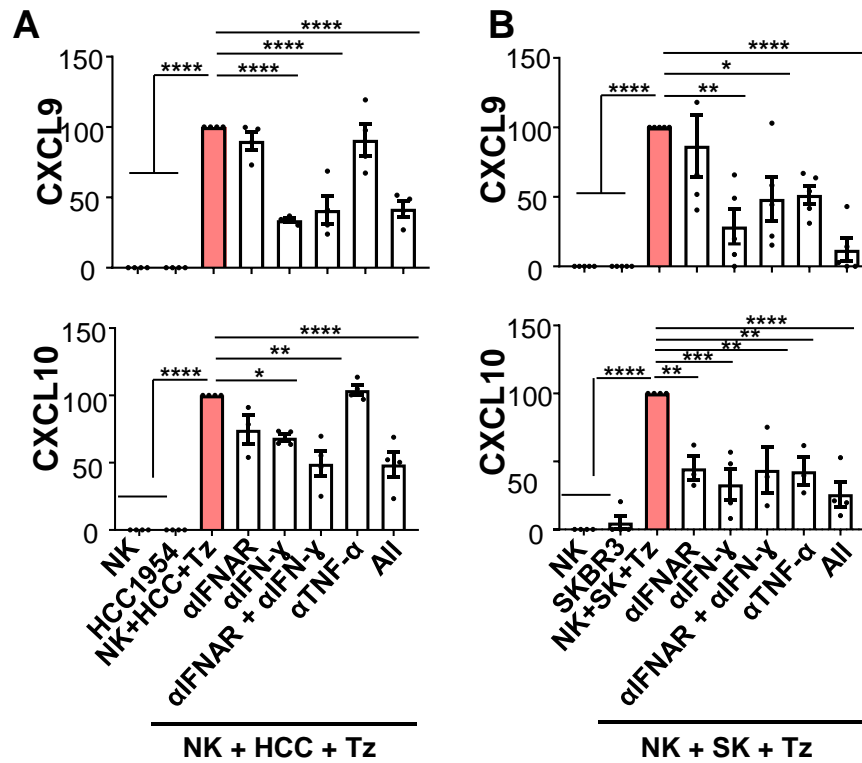 A
****
****
****
****
150
100
50
0
CXCL9
B
****
*
**
****
150
100
50
0
CXCL9
****
**
*
****
150
100
50
0
CXCL10
NK
HCC1954
NK+HCC+Tz
αIFNAR
αIFN-γ
αIFNAR + αIFN-γ
αTNF-α
All
NK + HCC + Tz
****
**
**
***
**
****
150
100
50
0
CXCL10
NK
SKBR3
NK+SK+Tz
αIFNAR
αIFN-γ
αIFNAR + αIFN-γ
αTNF-α
All
NK + SK + Tz